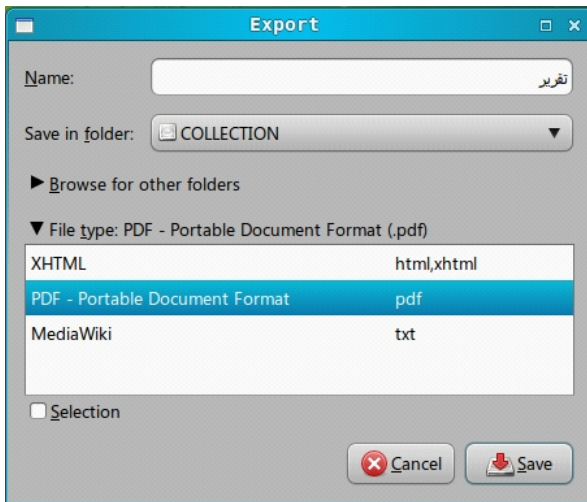 Export
Name: تقرير
Save in folder: COLLECTION
Browse for other folders
File type: PDF - Portable Document Format (.pdf)
XHTML html,xhtml
PDF - Portable Document Format pdf
MediaWiki txt
Selection
Cancel Save